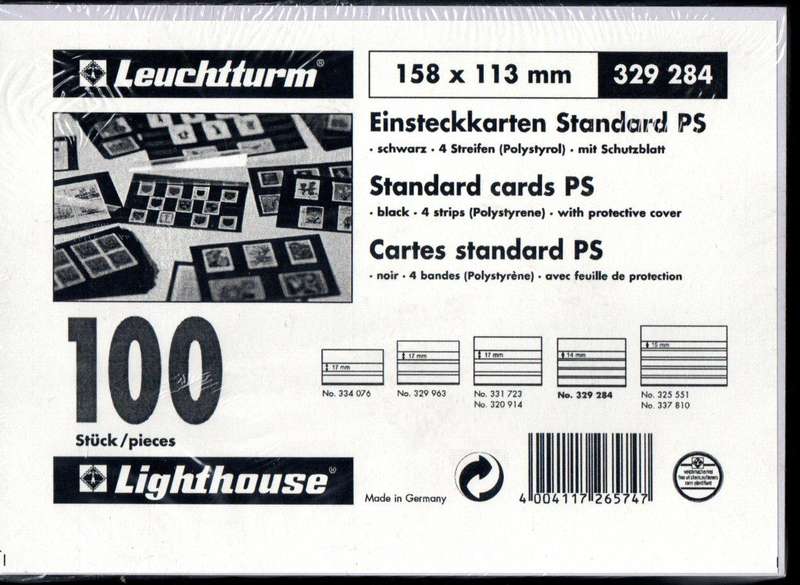 Leuchtturm®
158 x 113 mm 329 284
Einsteckkarten Standard PS
· schwarz · 4 Streifen (Polystyrol) · mit Schutzblatt
Standard cards PS
· black · 4 strips (Polystyrene) · with protective cover
Cartes standard PS
· noir · 4 bandes (Polystyrène) · avec feuille de protection
100
Stück/pieces
17 mm
No. 334 076
17 mm
No. 329 963
17 mm
No. 331 723
No. 320 914
14 mm
No. 329 284
15 mm
No. 325 551
No. 337 810
Lighthouse®
Made in Germany
4 004117 265747